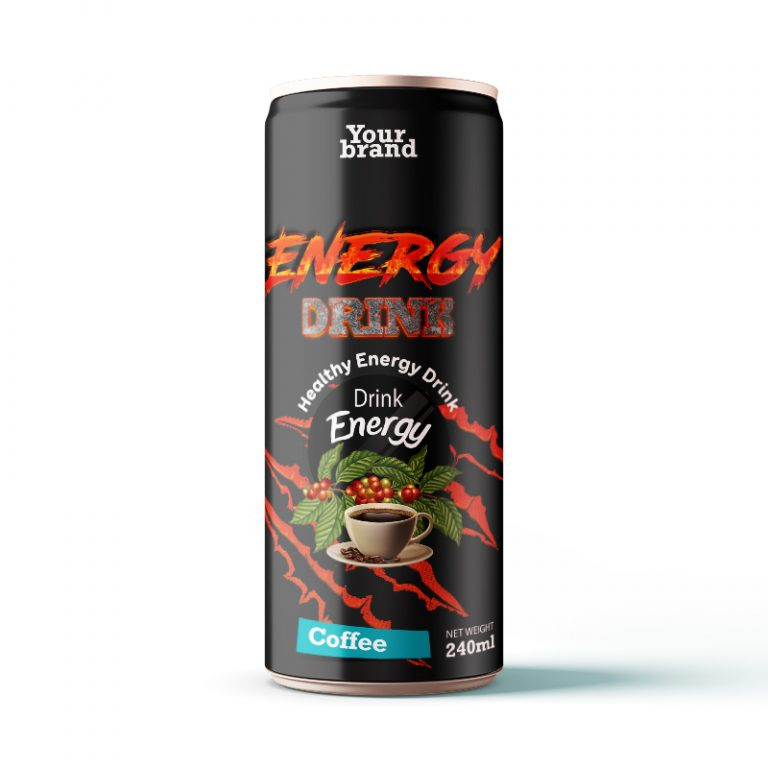 Your
brand
ENERGY
DRINK
Healthy Energy Drink
Drink
Energy
Coffee
NET WEIGHT
240ml